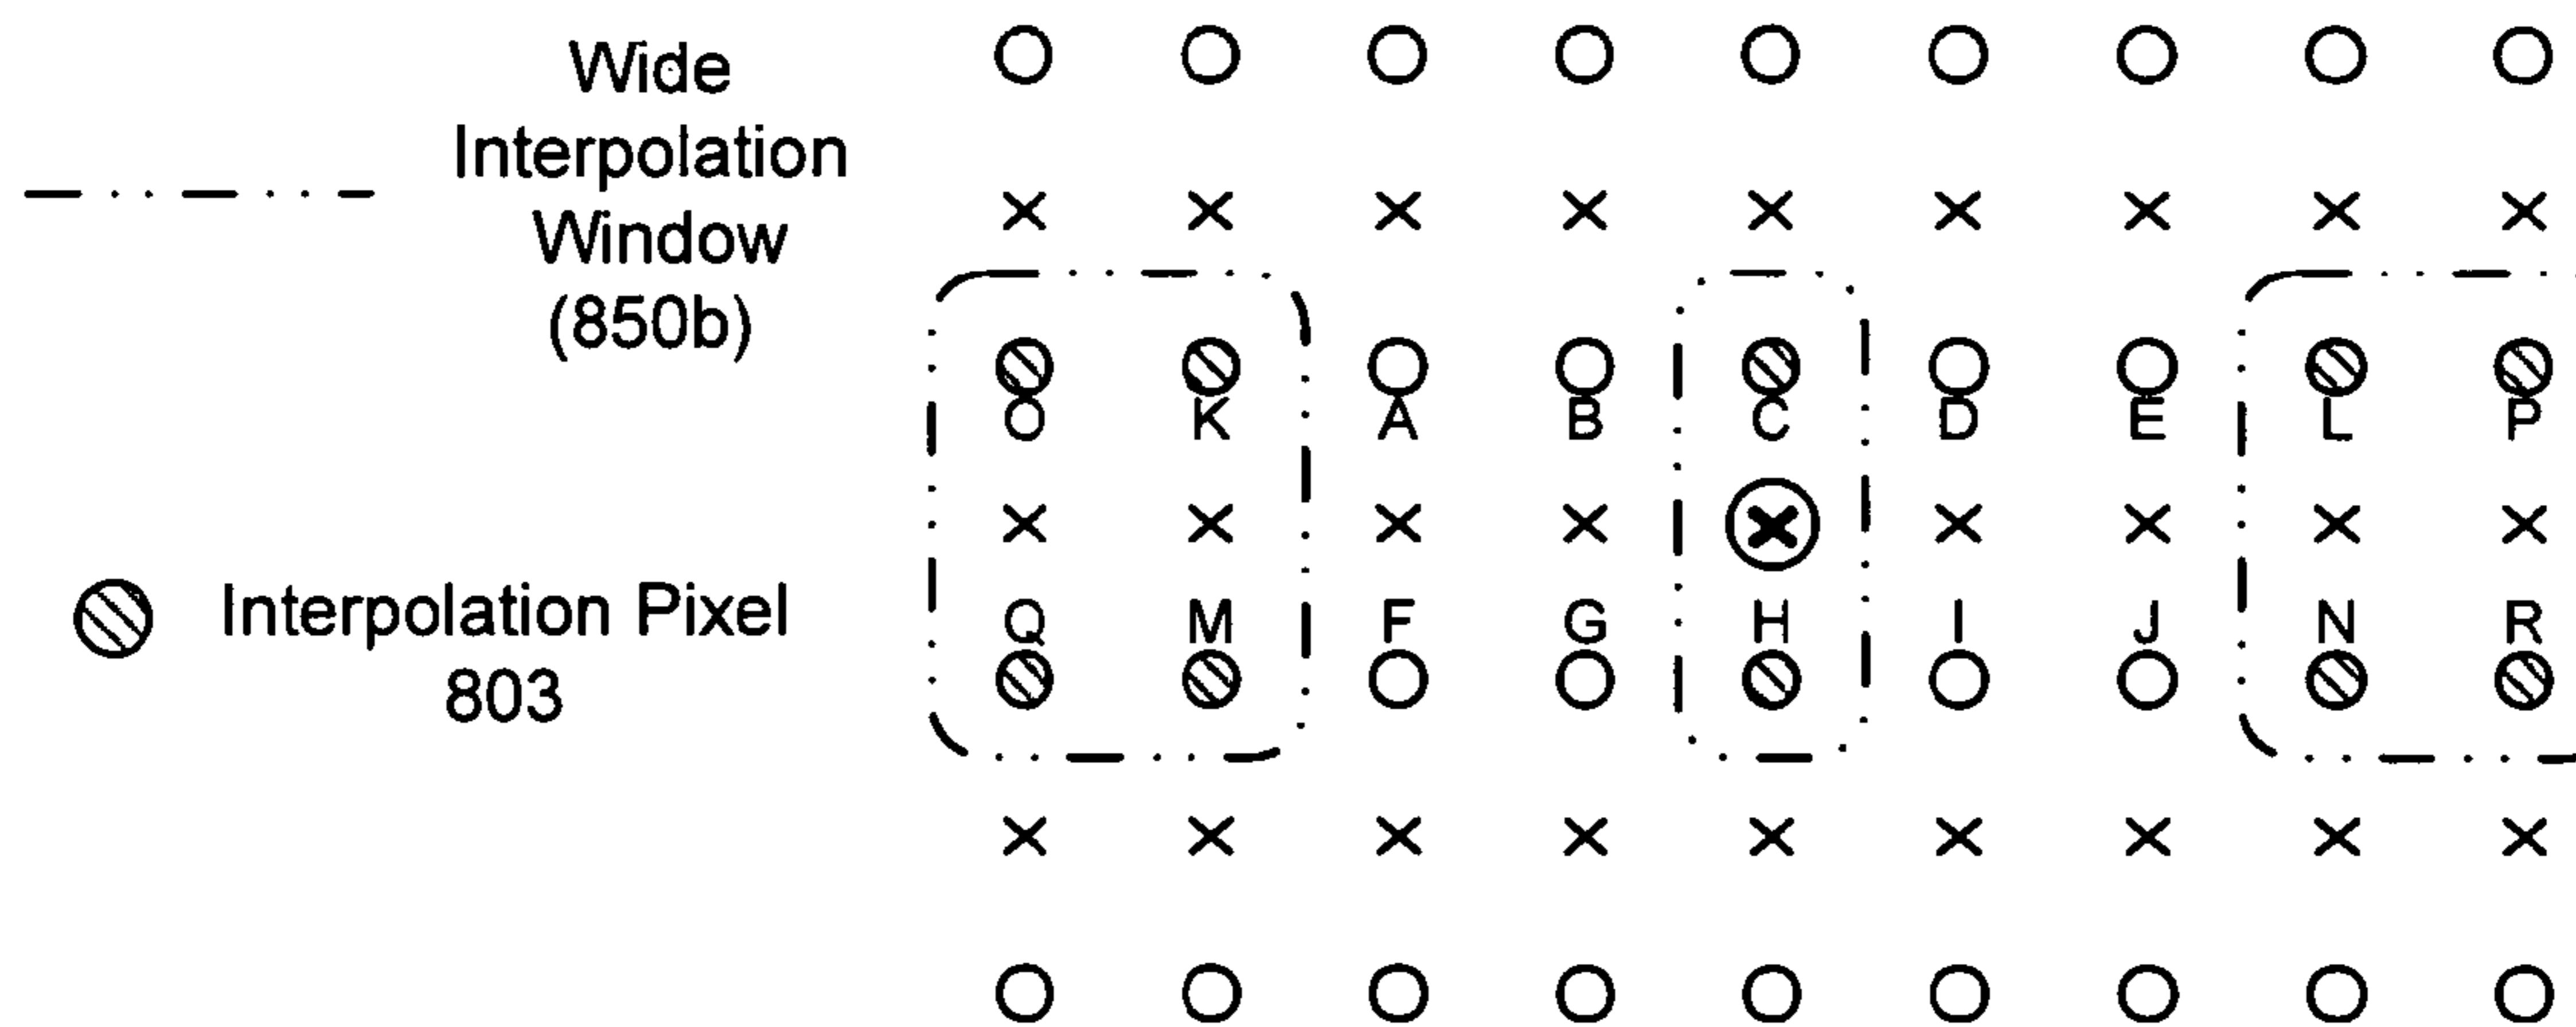 Wide
Interpolation
Window
(850b)
O K A B C D E L P
Interpolation Pixel
803
Q M F G H I J N R